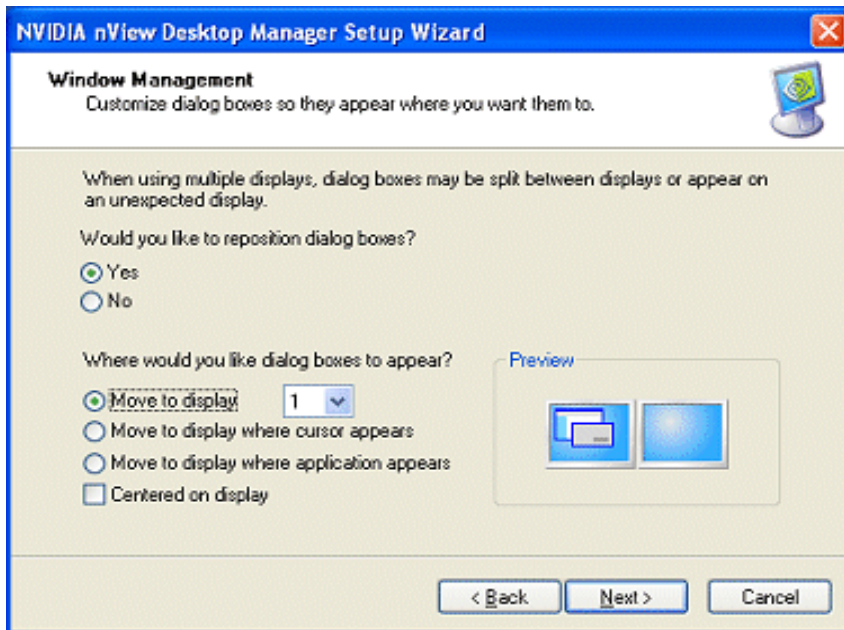 NVIDIA nView Desktop Manager Setup Wizard
Window Management
Customize dialog boxes so they appear where you want them to.
When using multiple displays, dialog boxes may be split between displays or appear on
an unexpected display.
Would you like to reposition dialog boxes?
Yes
No
Where would you like dialog boxes to appear?
Preview
Move to display 1
Move to display where cursor appears
Move to display where application appears
Centered on display
< Back
Next >
Cancel